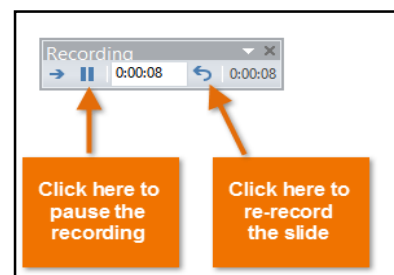 Recording
0:00:08 0:00:08
Click here to
pause the
recording
Click here to
re-record
the slide